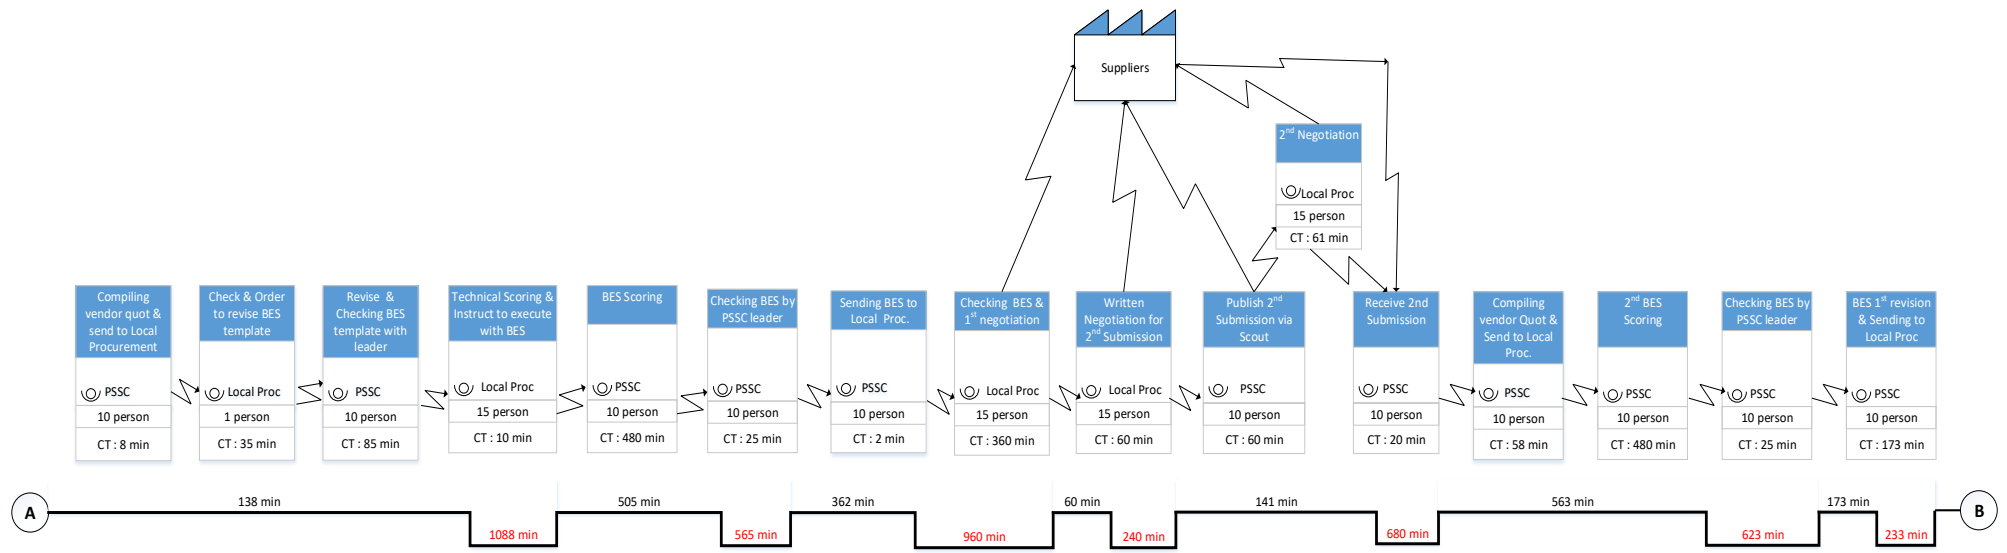 Suppliers
2nd Negotiation
Local Proc
15 person
CT : 61 min
Compiling
vendor quot &
send to Local
Procurement
PSSC
10 person
CT : 8 min
Check & Order
to revise BES
template
Local Proc
1 person
CT : 35 min
Revise &
Checking BES
template with
leader
PSSC
10 person
CT : 85 min
Technical Scoring &
Instruct to execute
with BES
Local Proc
15 person
CT : 10 min
BES Scoring
PSSC
10 person
CT : 480 min
Checking BES by
PSSC leader
PSSC
10 person
CT : 25 min
Sending BES to
Local Proc.
PSSC
10 person
CT : 2 min
Checking BES &
1st negotiation
Local Proc
15 person
CT : 360 min
Written
Negotiation for
2nd Submission
Local Proc
15 person
CT : 60 min
Publish 2nd
Submission via
Scout
PSSC
10 person
CT : 60 min
Receive 2nd
Submission
PSSC
10 person
CT : 20 min
Compiling
vendor Quot &
Send to Local
Proc.
PSSC
10 person
CT : 58 min
2nd BES
Scoring
PSSC
10 person
CT : 480 min
Checking BES by
PSSC leader
PSSC
10 person
CT : 25 min
BES 1st revision
& Sending to
Local Proc
PSSC
10 person
CT : 173 min
A
138 min
1088 min
505 min
565 min
362 min
960 min
60 min
240 min
141 min
680 min
563 min
623 min
173 min
233 min
B